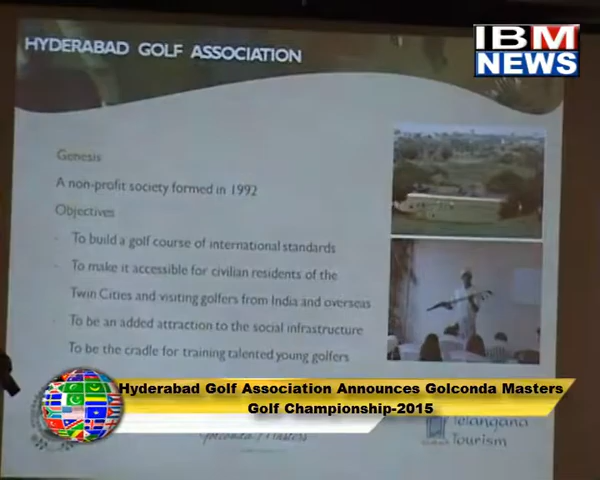 HYDERABAD GOLF ASSOCIATION
IBM
NEWS
Genesis
A non-profit society formed in 1992
Objectives
- To build a golf course of international standards
- To make it accessible for civilian residents of the
Twin Cities and visiting golfers from India and overseas
- To be an added attraction to the social infrastructure
To be the cradle for training talented young golfers
Hyderabad Golf Association Announces Golconda Masters
Golf Championship-2015
Golconda Masters
Telangana
Tourism